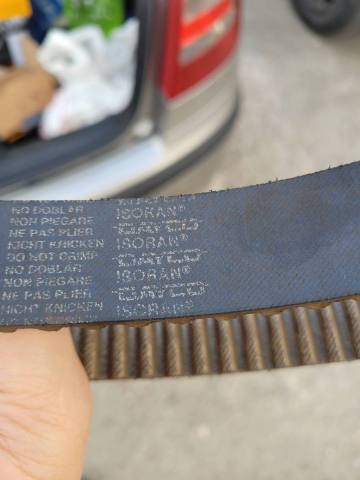 NO DOBLAR
NON PIEGARE ISORAN®
NE PAS PLIER DAYCO
NICHT KNICKEN ISORAN®
DO NOT CRIMP DAYCO
NO DOBLAR
NON PIEGARE ISORAN®
NE PAS PLIER DAYCO
NICHT KNICKEN ISORAN®